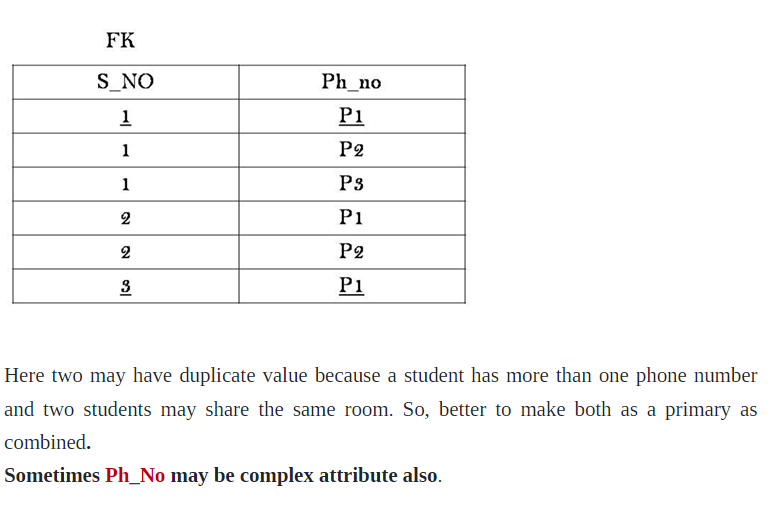 FK
S_NO Ph_no
1 P1
1 P2
1 P3
2 P1
2 P2
3 P1
Here two may have duplicate value because a student has more than one phone number
and two students may share the same room. So, better to make both as a primary as
combined.
Sometimes Ph_No may be complex attribute also.